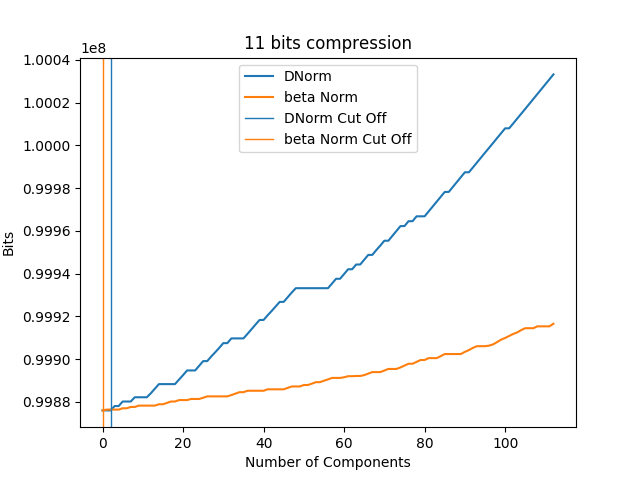 11 bits compression
1e8
1.0004
1.0002
1.0000
0.9998
0.9996
0.9994
0.9992
0.9990
0.9988
Bits
DNorm
beta Norm
DNorm Cut Off
beta Norm Cut Off
0 20 40 60 80 100
Number of Components